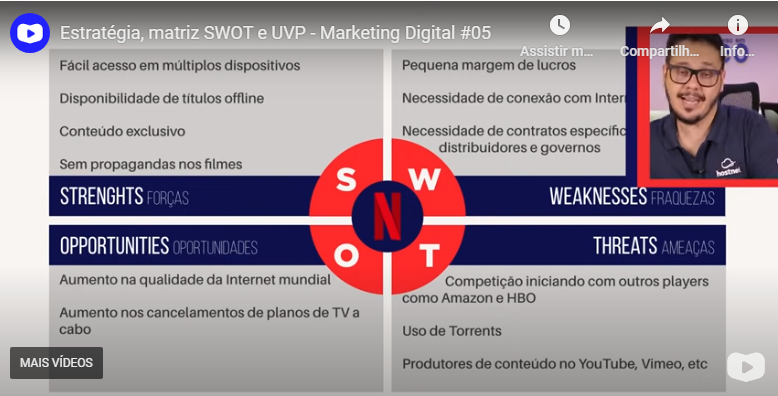 Estratégia, matriz SWOT e UVP - Marketing Digital #05
Assistir m...
Compartilh...
Info...
Fácil acesso em múltiplos dispositivos
Disponibilidade de títulos offline
Conteúdo exclusivo
Sem propagandas nos filmes
STRENGHTS FORÇAS
Pequena margem de lucros
Necessidade de conexão com Intern
Necessidade de contratos específic
distribuidores e governos
WEAKNESSES FRAQUEZAS
S
W
N
O
T
hostnet
OPPORTUNITIES OPORTUNIDADES
Aumento na qualidade da Internet mundial
Aumento nos cancelamentos de planos de TV a
cabo
THREATS AMEAÇAS
Competição iniciando com outros players
como Amazon e HBO
Uso de Torrents
Produtores de conteúdo no YouTube, Vimeo, etc
MAIS VÍDEOS